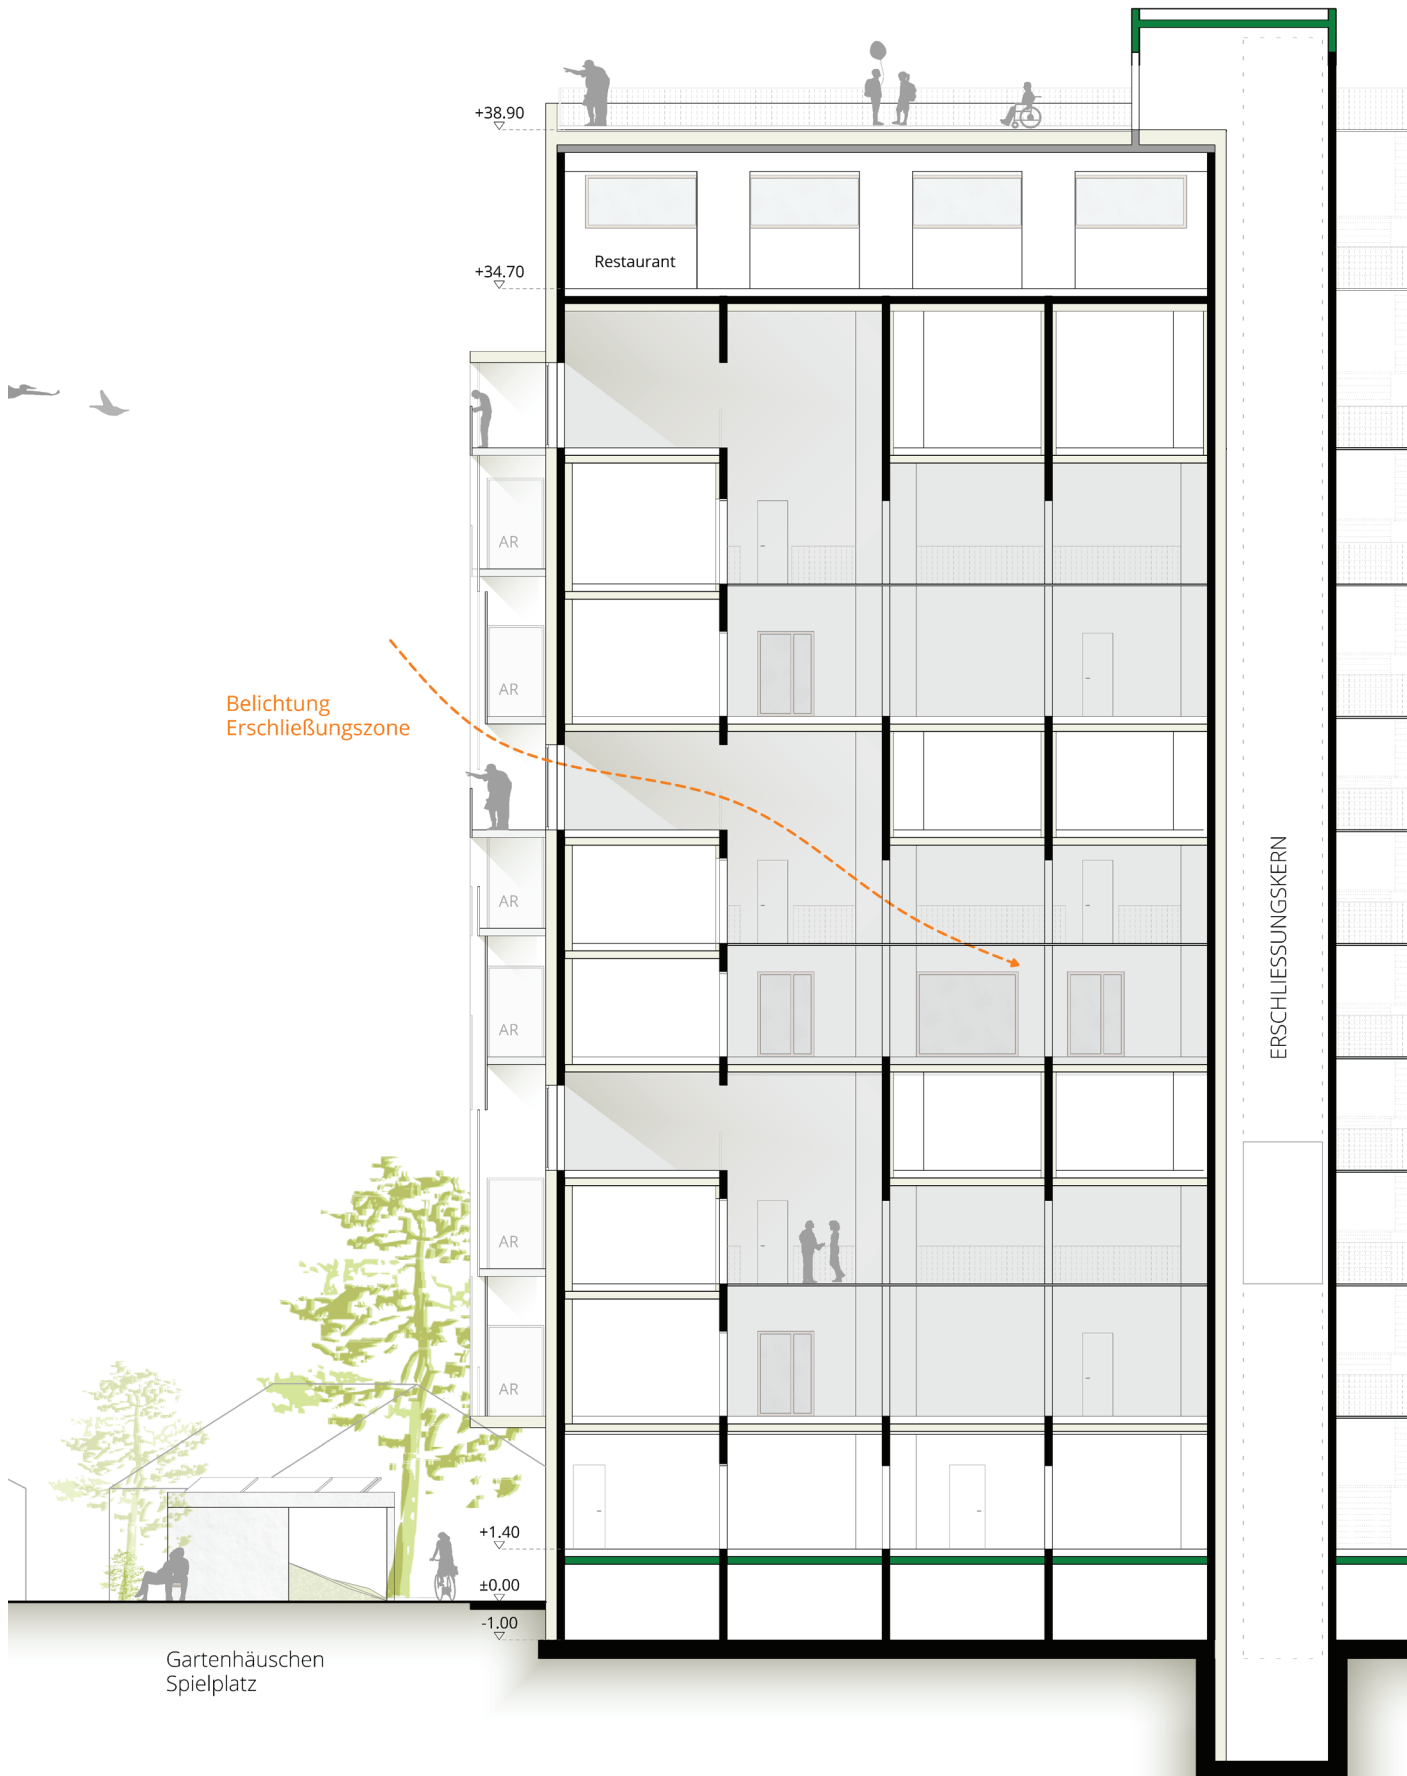 +38.90
Restaurant
+34.70
AR
AR
Belichtung
Erschließungszone
AR
ERSCHLIESSUNGSKERN
AR
AR
AR
+1.40
±0.00
-1.00
Gartenhäuschen
Spielplatz